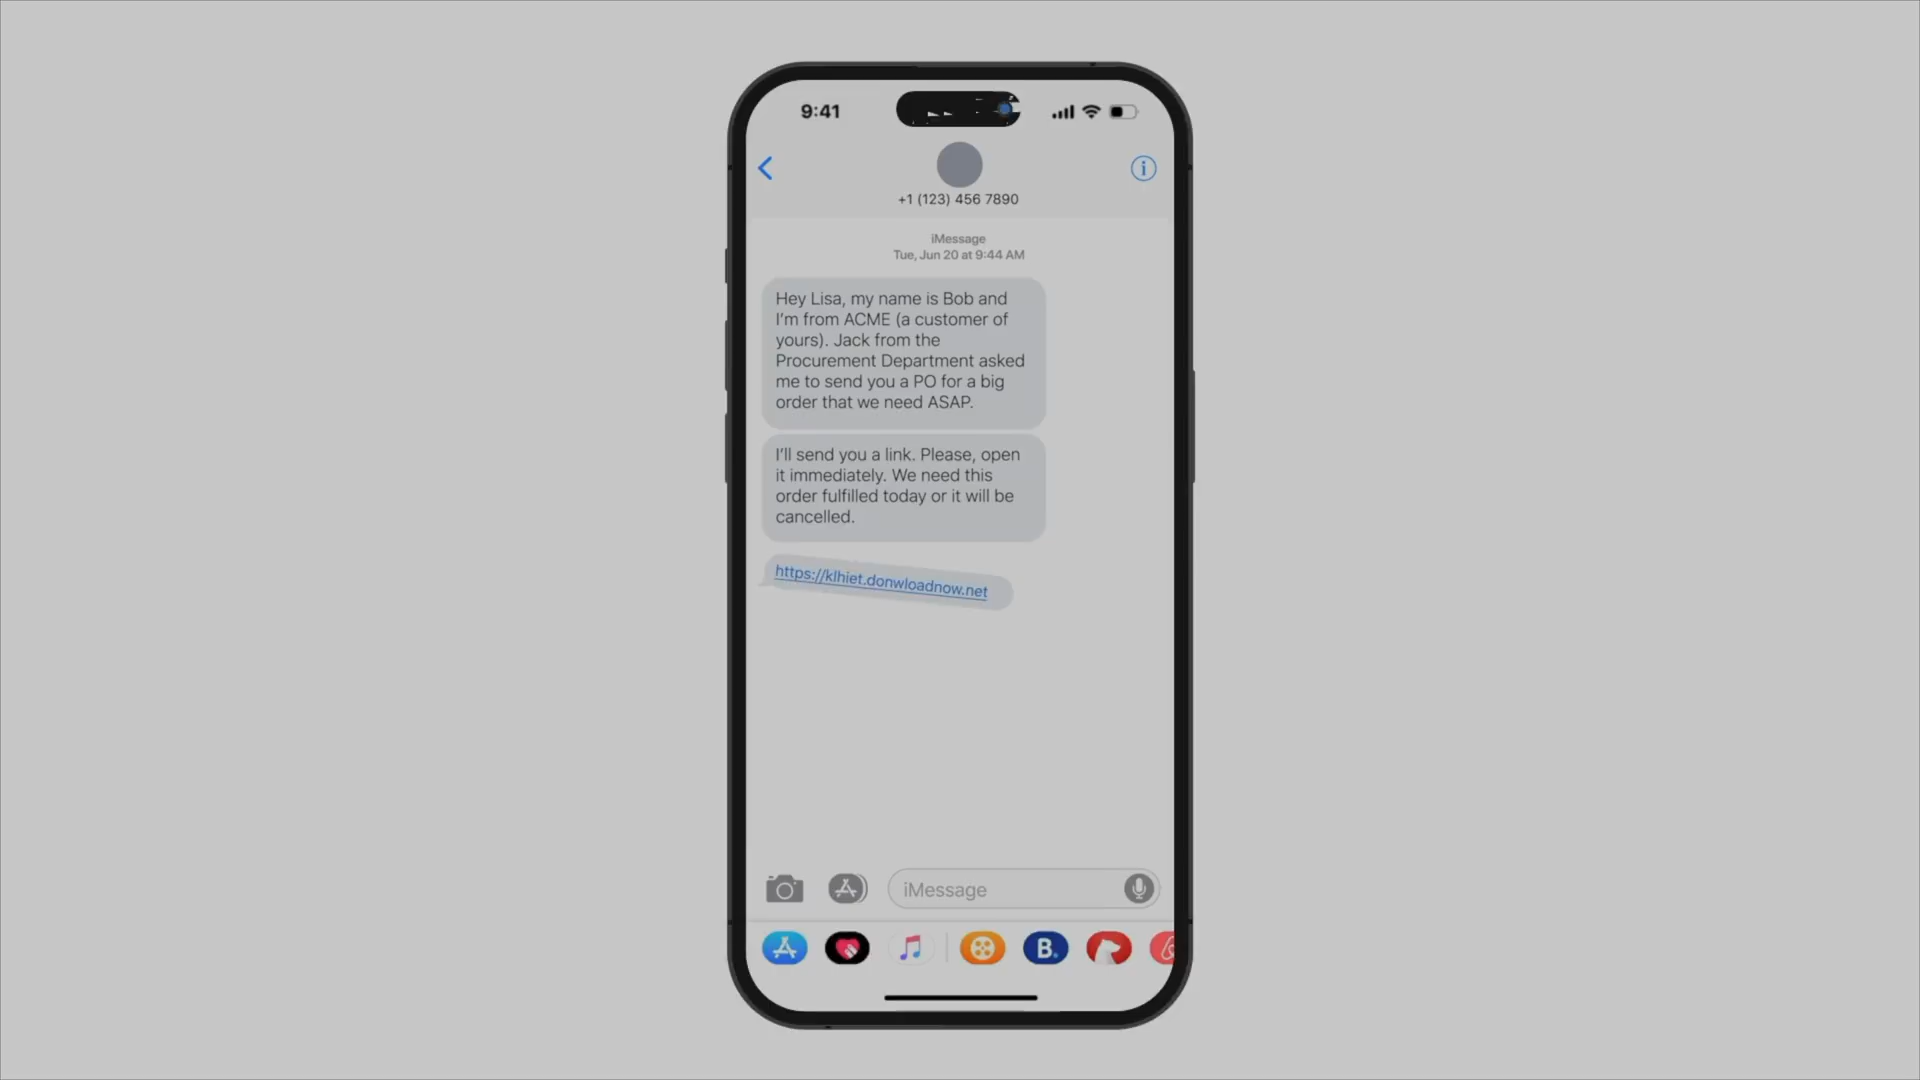 9:41
+1 (123) 456 7890
iMessage
Tue, Jun 20 at 9:44 AM
Hey Lisa, my name is Bob and
I'm from ACME (a customer of
yours). Jack from the
Procurement Department asked
me to send you a PO for a big
order that we need ASAP.
I'll send you a link. Please, open
it immediately. We need this
order fulfilled today or it will be
cancelled.
https://klhiet.donwloadnow.net
iMessage
B.